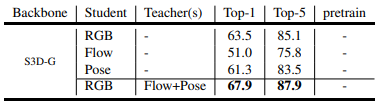 Backbone Student Teacher(s) Top-1 Top-5 pretrain
RGB - 63.5 85.1 -
Flow - 51.0 75.8 -
S3D-G
Pose - 61.3 83.5 -
RGB Flow+Pose 67.9 87.9 -